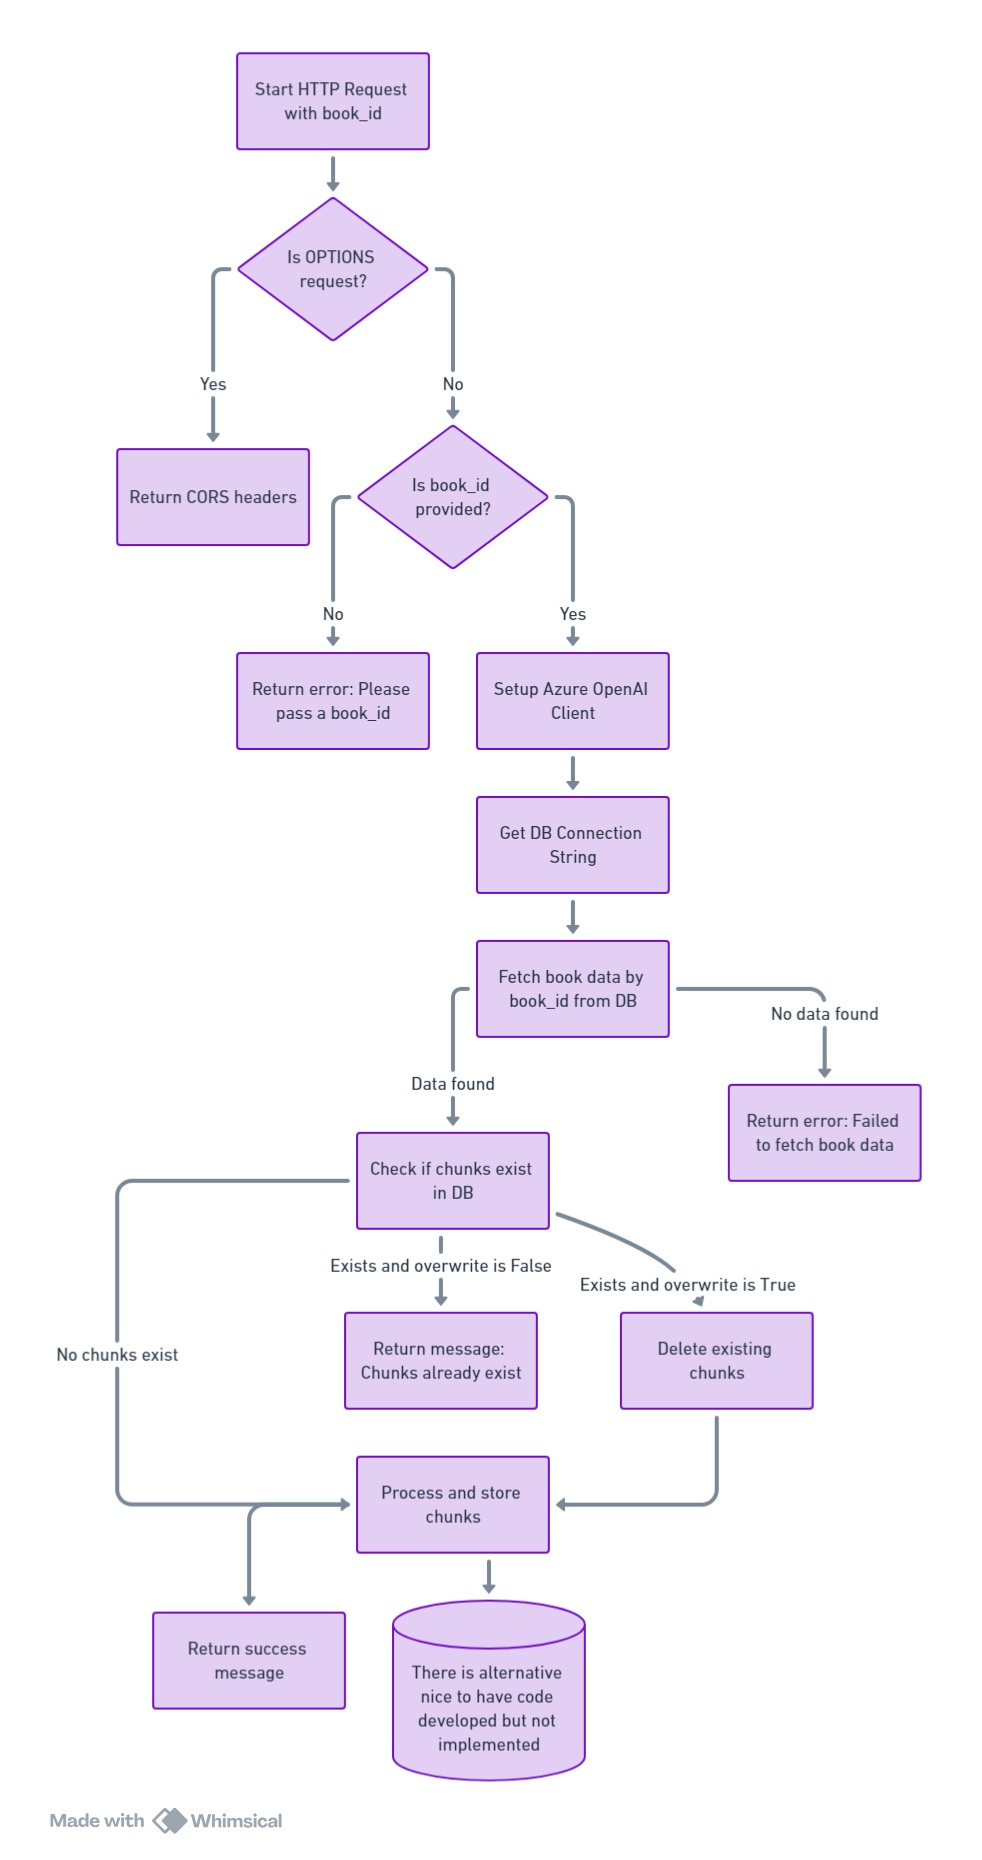 Start HTTP Request
with book_id
Is OPTIONS
request?
Yes
No
Return CORS headers
Is book_id
provided?
No
Yes
Return error: Please
pass a book_id
Setup Azure OpenAI
Client
Get DB Connection
String
Fetch book data by
book_id from DB
No data found
Data found
Return error: Failed
to fetch book data
Check if chunks exist
in DB
Exists and overwrite is False
Exists and overwrite is True
No chunks exist
Return message:
Chunks already exist
Delete existing
chunks
Process and store
chunks
Return success
message
There is alternative
nice to have code
developed but not
implemented
Made with Whimsical